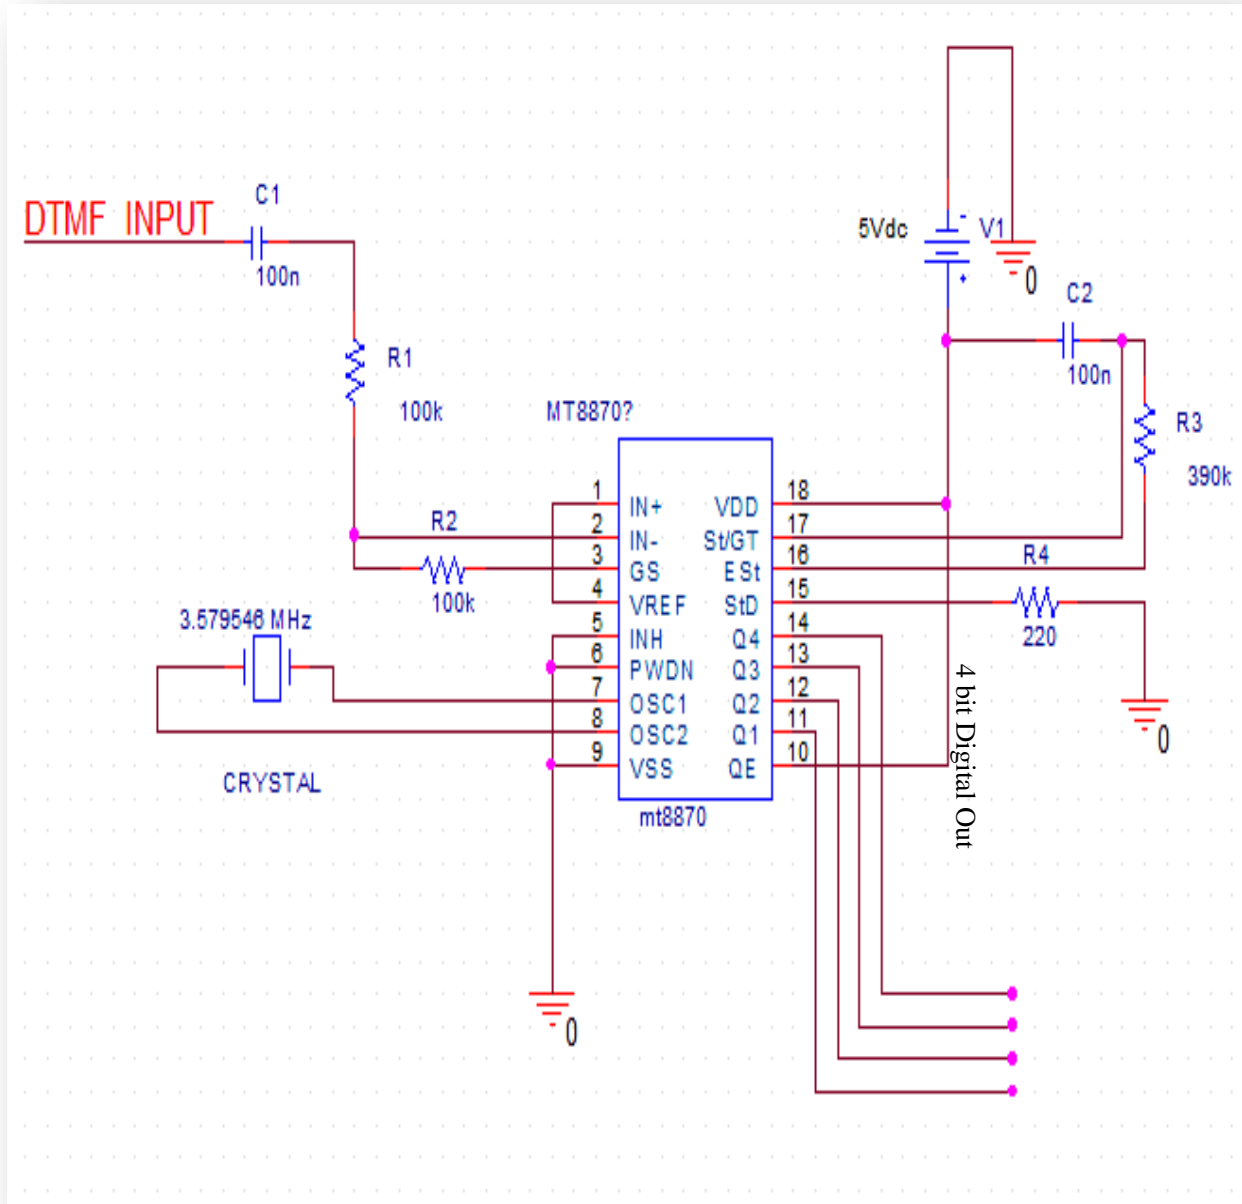 DTMF INPUT
C1
100n
R1
100k
5Vdc
-
V1
+
0
C2
100n
R3
390k
MT8870?
1
2
3
4
5
6
7
8
9
IN+
IN-
GS
VREF
INH
PWDN
OSC1
OSC2
VSS
VDD
St/GT
ESt
StD
Q4
Q3
Q2
Q1
QE
18
17
16
15
14
13
12
11
10
mt8870
R2
100k
3.579546 MHz
CRYSTAL
R4
220
0
4 bit Digital Out
0